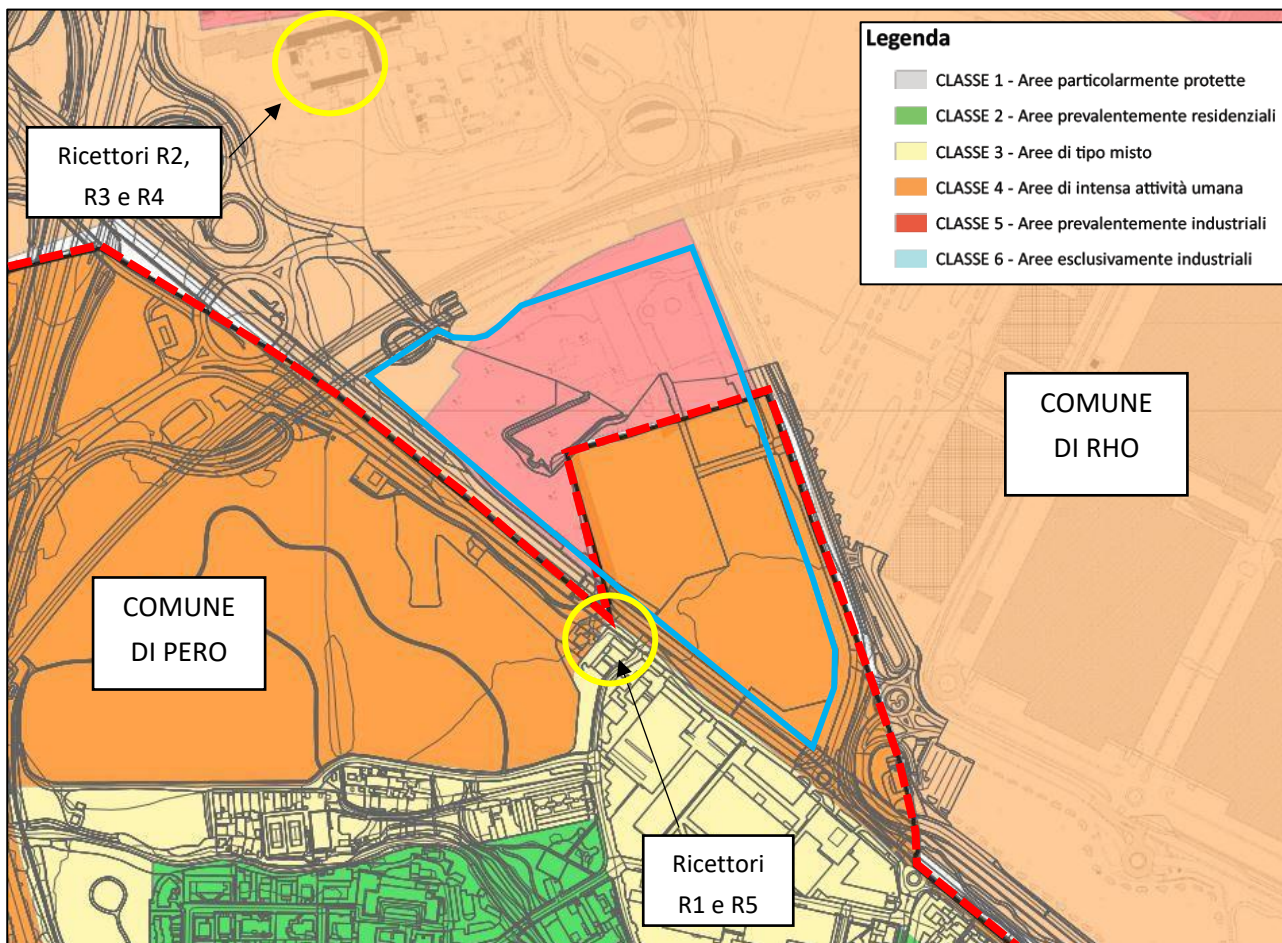 Legenda
CLASSE 1 - Aree particolarmente protette
CLASSE 2 - Aree prevalentemente residenziali
CLASSE 3 - Aree di tipo misto
CLASSE 4 - Aree di intensa attività umana
CLASSE 5 - Aree prevalentemente industriali
CLASSE 6 - Aree esclusivamente industriali
Ricettori R2,
R3 e R4
COMUNE
DI RHO
COMUNE
DI PERO
Ricettori
R1 e R5